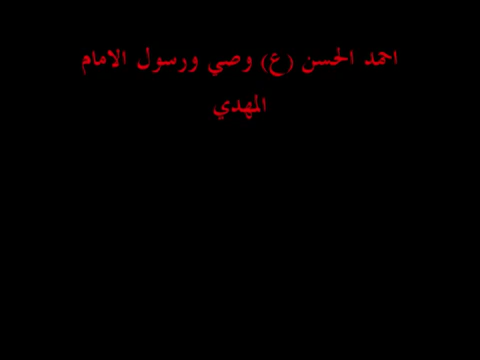 احمد الحسن (ع) وصي ورسول الامام
المهدي